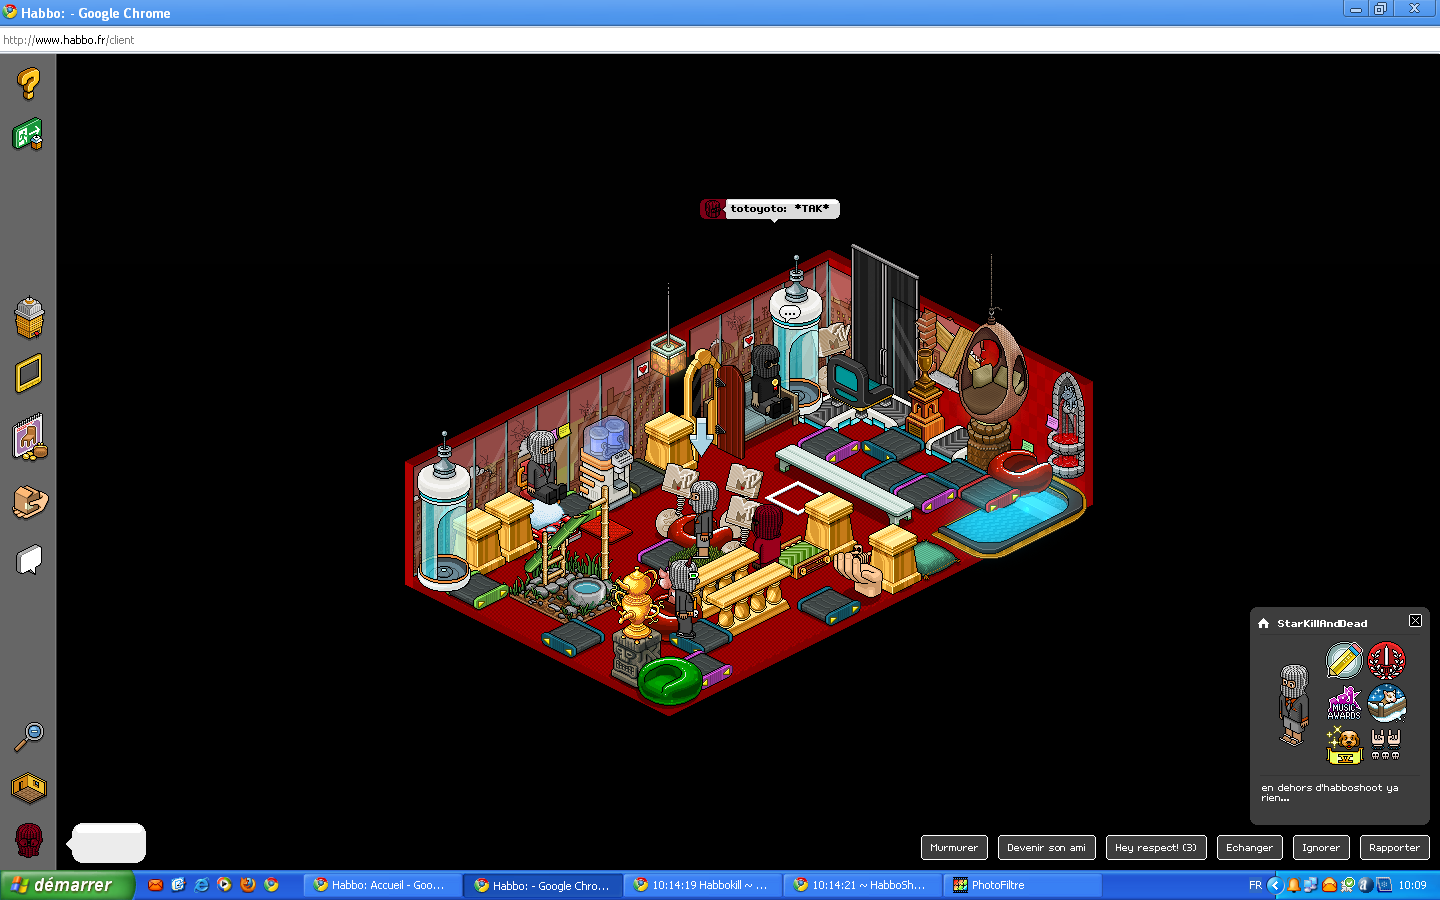 Habbo: - Google Chrome
http://www.habbo.fr/client
totoyoto: *TAK*
StarKillAndDead
MUSIC
AWARDS
en dehors d'habboshoot ya
rien...
Murmurer
Devenir son ami
Hey respect! (3)
Echanger
Ignorer
Rapporter
démarrer
Habbo: Accueil - Goo...
Habbo: - Google Chro...
10:14:19 Habbokill ~ ...
10:14:21 ~ HabboSh...
PhotoFiltre
FR
10:09